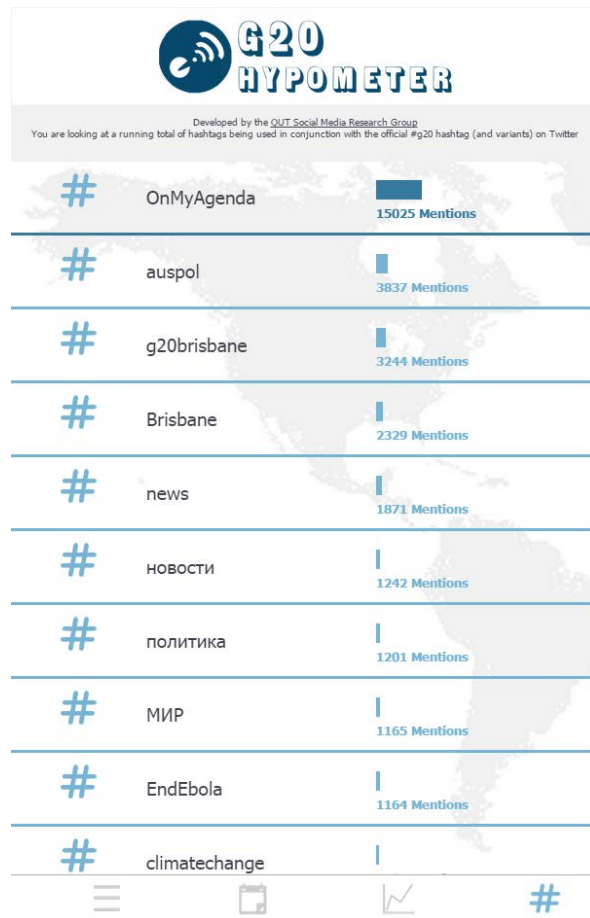 G20
HYPOMETER
Developed by the QUT Social Media Research Group
You are looking at a running total of hashtags being used in conjunction with the official #g20 hashtag (and variants) on Twitter
# OnMyAgenda
15025 Mentions
# auspol
3837 Mentions
# g20brisbane
3244 Mentions
# Brisbane
2329 Mentions
# news
1871 Mentions
# новости
1242 Mentions
# политика
1201 Mentions
# МИР
1165 Mentions
# EndEbola
1164 Mentions
# climatechange
#